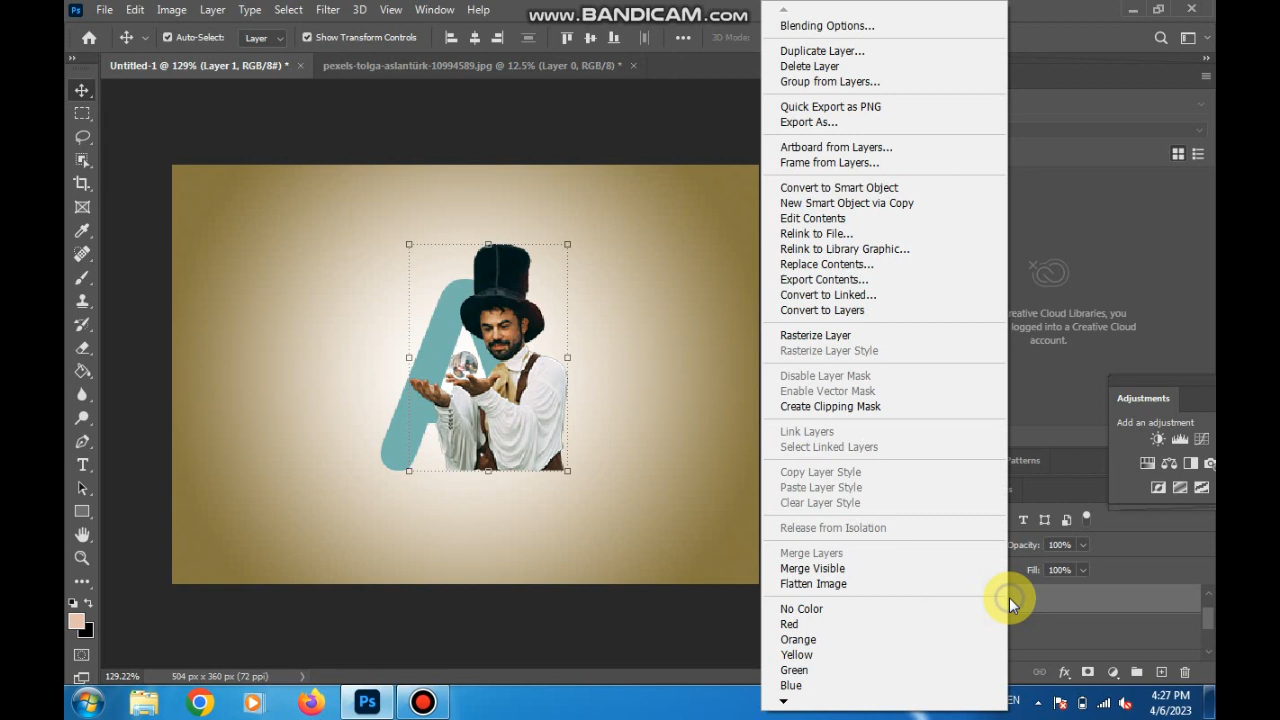 Ps File Edit Image Layer Type Select Filter 3D View Window Help
www.BANDICAM.com
Auto-Select: Layer Show Transform Controls 3D Mode:
Untitled-1 @ 129% (Layer 1, RGB/8#) * × pexels-tolga-aslantürk-10994589.jpg @ 12.5% (Layer 0, RGB/8) * ×
Blending Options...
Duplicate Layer...
Delete Layer
Group from Layers...
Quick Export as PNG
Export As...
Artboard from Layers...
Frame from Layers...
Convert to Smart Object
New Smart Object via Copy
Edit Contents
Relink to File...
Relink to Library Graphic...
Replace Contents...
Export Contents...
Convert to Linked...
Convert to Layers
Rasterize Layer
Rasterize Layer Style
Disable Layer Mask
Enable Vector Mask
Create Clipping Mask
Link Layers
Select Linked Layers
Copy Layer Style
Paste Layer Style
Clear Layer Style
Release from Isolation
Merge Layers
Merge Visible
Flatten Image
No Color
Red
Orange
Yellow
Green
Blue
A
reative Cloud Libraries, you
logged into a Creative Cloud
account.
Adjustments
Add an adjustment
Patterns
Opacity: 100%
Fill: 100%
T
fx
129.22% 504 px x 360 px (72 ppi)
Ps
EN
4:27 PM
4/6/2023